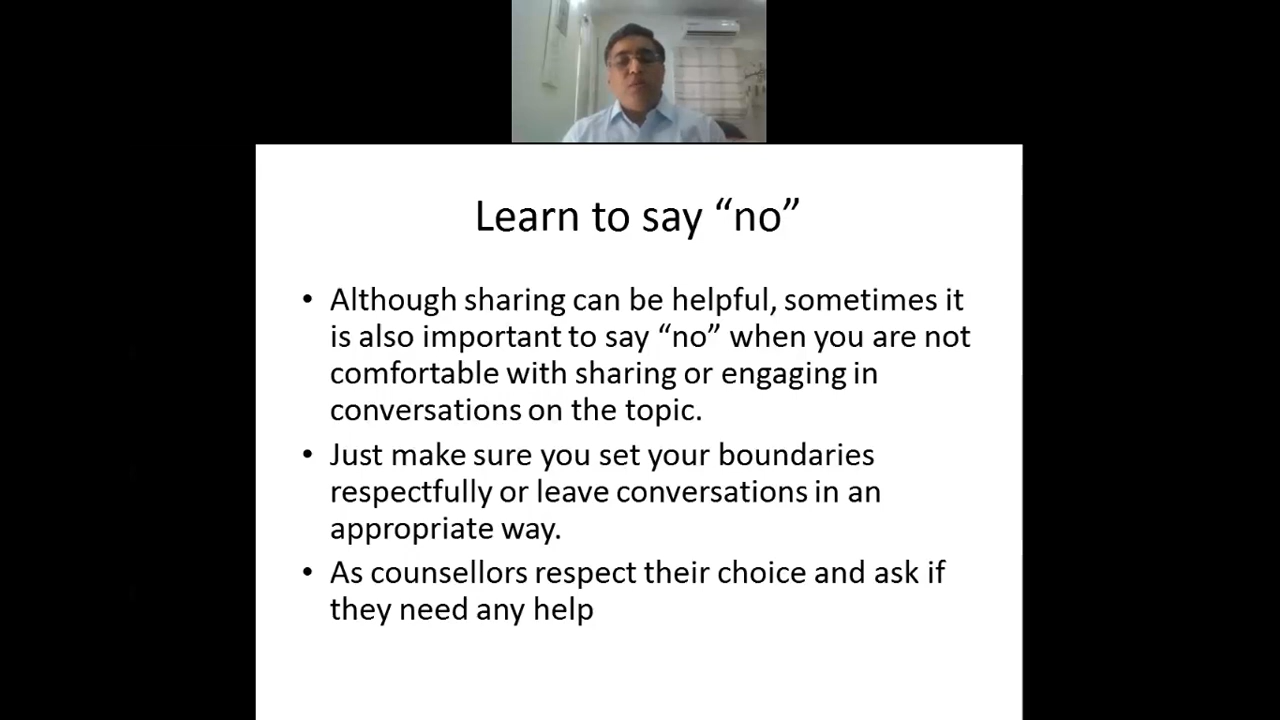 Learn to say “no”
• Although sharing can be helpful, sometimes it
is also important to say “no” when you are not
comfortable with sharing or engaging in
conversations on the topic.
• Just make sure you set your boundaries
respectfully or leave conversations in an
appropriate way.
• As counsellors respect their choice and ask if
they need any help